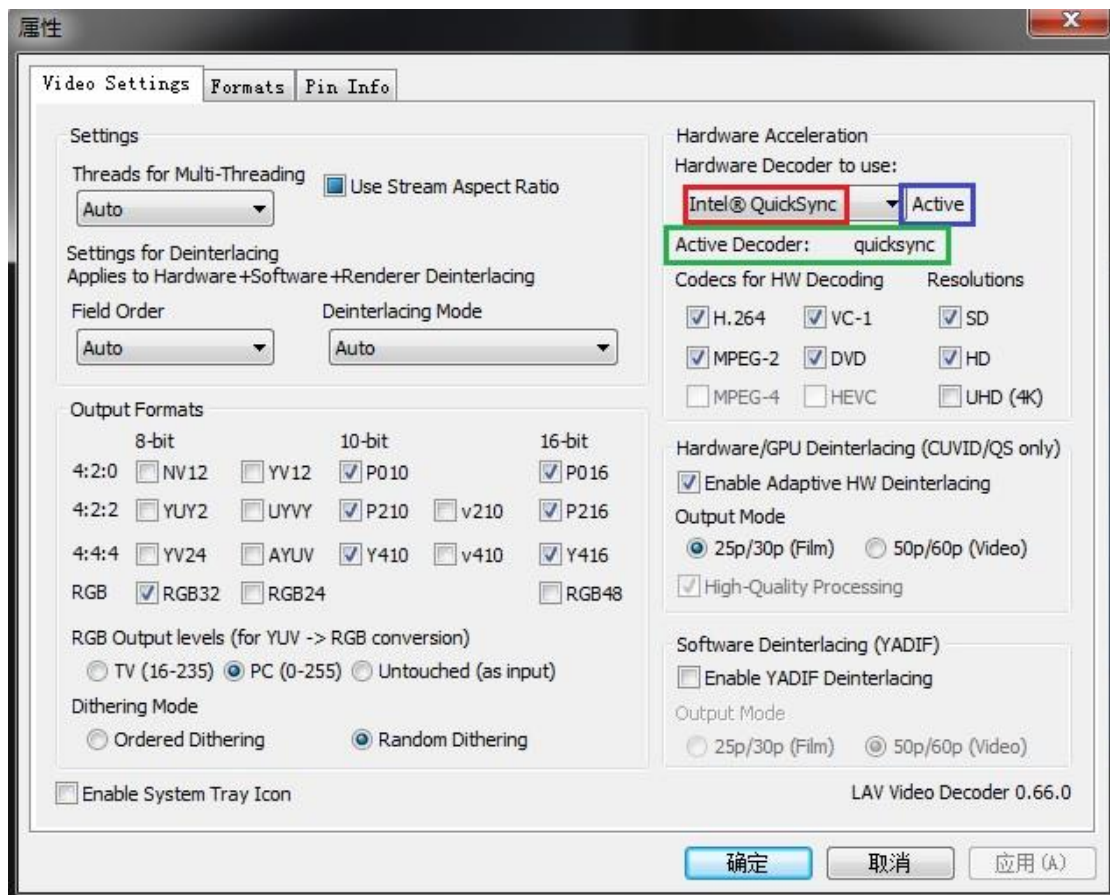 属性
Video Settings Formats Pin Info
Settings
Threads for Multi-Threading
Auto
Use Stream Aspect Ratio
Settings for Deinterlacing
Applies to Hardware+Software+Renderer Deinterlacing
Field Order Deinterlacing Mode
Auto Auto
Output Formats
8-bit 10-bit 16-bit
4:2:0 NV12 YV12 P010 P016
4:2:2 YUY2 UYVY P210 v210 P216
4:4:4 YV24 AYUV Y410 v410 Y416
RGB RGB32 RGB24 RGB48
RGB Output levels (for YUV -> RGB conversion)
TV (16-235) PC (0-255) Untouched (as input)
Dithering Mode
Ordered Dithering Random Dithering
Enable System Tray Icon
Hardware Acceleration
Hardware Decoder to use:
Intel® QuickSync Active
Active Decoder: quicksync
Codecs for HW Decoding Resolutions
H.264 VC-1 SD
MPEG-2 DVD HD
MPEG-4 HEVC UHD (4K)
Hardware/GPU Deinterlacing (CUVID/QS only)
Enable Adaptive HW Deinterlacing
Output Mode
25p/30p (Film) 50p/60p (Video)
High-Quality Processing
Software Deinterlacing (YADIF)
Enable YADIF Deinterlacing
Output Mode
25p/30p (Film) 50p/60p (Video)
LAV Video Decoder 0.66.0
确定 取消 应用(A)